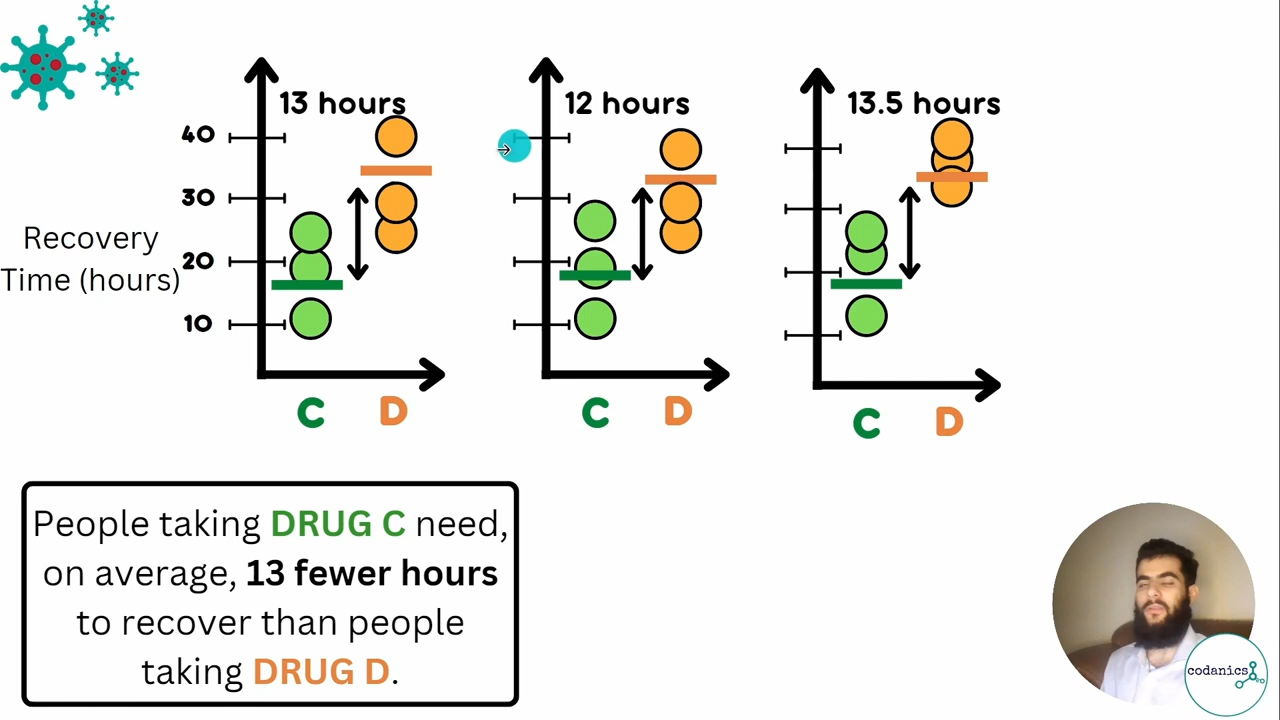 13 hours
12 hours
13.5 hours
40
30
20
10
Recovery
Time (hours)
C D
C D
C D
People taking DRUG C need,
on average, 13 fewer hours
to recover than people
taking DRUG D.
codanics